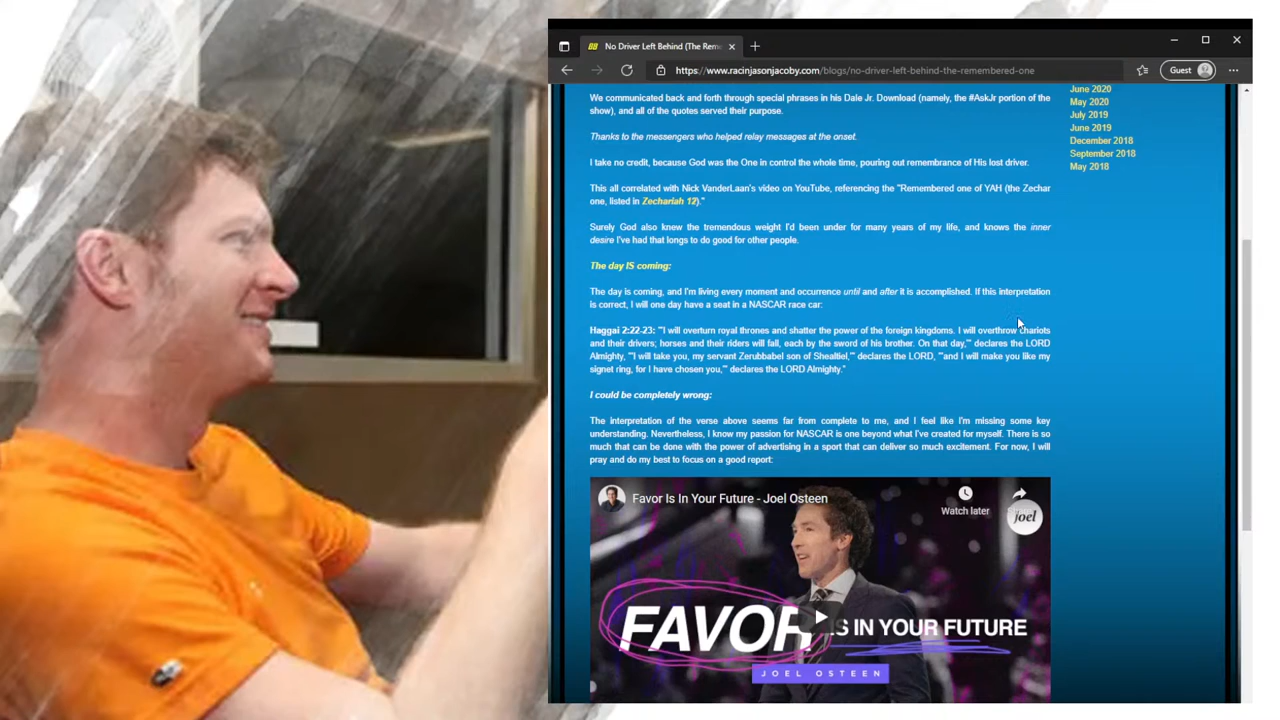 No Driver Left Behind (The Rem
https://www.racinjasonjacoby.com/blogs/no-driver-left-behind-the-remembered-one
Guest
We communicated back and forth through special phrases in his Dale Jr. Download (namely, the #AskJr portion of the
show), and all of the quotes served their purpose.
Thanks to the messengers who helped relay messages at the onset.
I take no credit, because God was the One in control the whole time, pouring out remembrance of His lost driver.
This all correlated with Nick VanderLaan's video on YouTube, referencing the "Remembered one of YAH (the Zechar
one, listed in Zechariah 12)."
Surely God also knew the tremendous weight I'd been under for many years of my life, and knows the inner
desire I've had that longs to do good for other people.
The day IS coming:
The day is coming, and I'm living every moment and occurrence until and after it is accomplished. If this interpretation
is correct, I will one day have a seat in a NASCAR race car:
Haggai 2:22-23: "'I will overturn royal thrones and shatter the power of the foreign kingdoms. I will overthrow chariots
and their drivers; horses and their riders will fall, each by the sword of his brother. On that day,'" declares the LORD
Almighty, "'I will take you, my servant Zerubbabel son of Shealtiel,'" declares the LORD, "'and I will make you like my
signet ring, for I have chosen you,'" declares the LORD Almighty."
I could be completely wrong:
The interpretation of the verse above seems far from complete to me, and I feel like I'm missing some key
understanding. Nevertheless, I know my passion for NASCAR is one beyond what I've created for myself. There is so
much that can be done with the power of advertising in a sport that can deliver so much excitement. For now, I will
pray and do my best to focus on a good report:
Favor Is In Your Future - Joel Osteen
Watch later
joel
FAVOR IS IN YOUR FUTURE
JOEL OSTEEN
June 2020
May 2020
July 2019
June 2019
December 2018
September 2018
May 2018